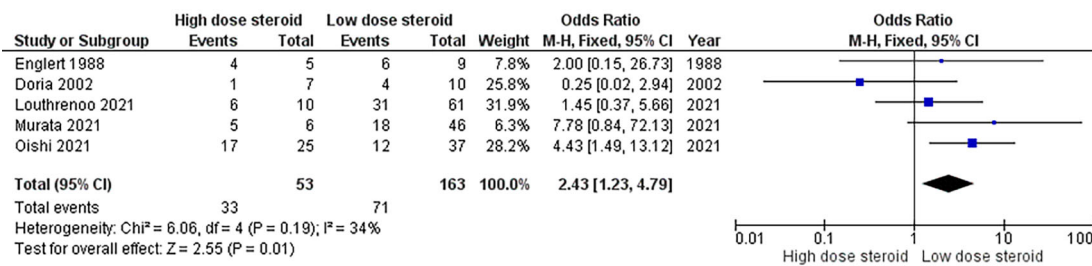 High dose steroid Low dose steroid Odds Ratio Odds Ratio
Study or Subgroup Events Total Events Total Weight M-H, Fixed, 95% CI Year M-H, Fixed, 95% CI
Englert 1988 4 5 6 9 7.8% 2.00 [0.15, 26.73] 1988
Doria 2002 1 7 4 10 25.8% 0.25 [0.02, 2.94] 2002
Louthrenoo 2021 6 10 31 61 31.9% 1.45 [0.37, 5.66] 2021
Murata 2021 5 6 18 46 6.3% 7.78 [0.84, 72.13] 2021
Oishi 2021 17 25 12 37 28.2% 4.43 [1.49, 13.12] 2021
Total (95% CI) 53 163 100.0% 2.43 [1.23, 4.79]
Total events 33 71
Heterogeneity: Chi² = 6.06, df = 4 (P = 0.19); I² = 34%
Test for overall effect: Z = 2.55 (P = 0.01)
0.01 0.1 1 10 100
High dose steroid Low dose steroid